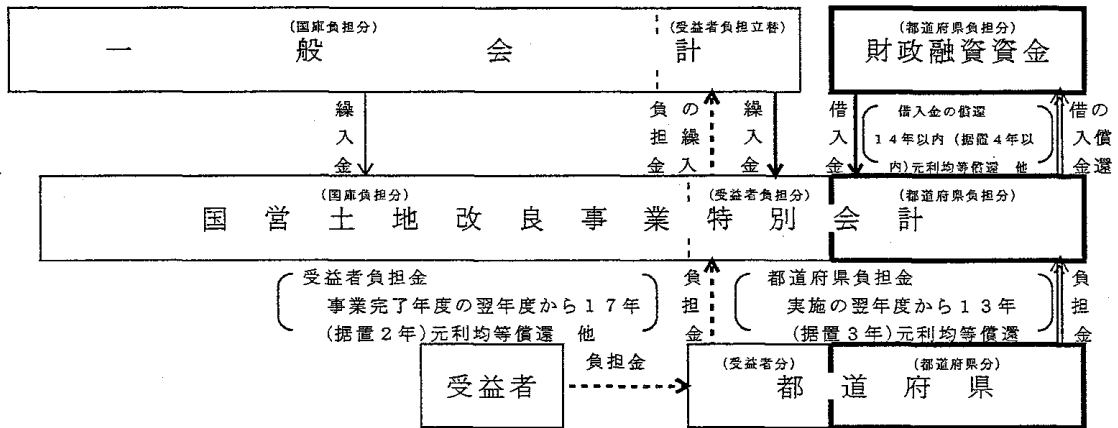 (国庫負担分)
(受益者負担立替)
一般会計
(都道府県負担分)
財政融資資金
繰入金
負担金の繰入
繰入金
借入金
借入金の償還
14年以内(据置4年以
内)元利均等償還 他
借入金の償還
(国庫負担分)
(受益者負担分)
(都道府県負担分)
国営土地改良事業特別会計
受益者負担金
事業完了年度の翌年度から17年
(据置2年)元利均等償還 他
負担金
都道府県負担金
実施の翌年度から13年
(据置3年)元利均等償還
負担金
受益者
負担金
(受益者分)
(都道府県分)
都道府県